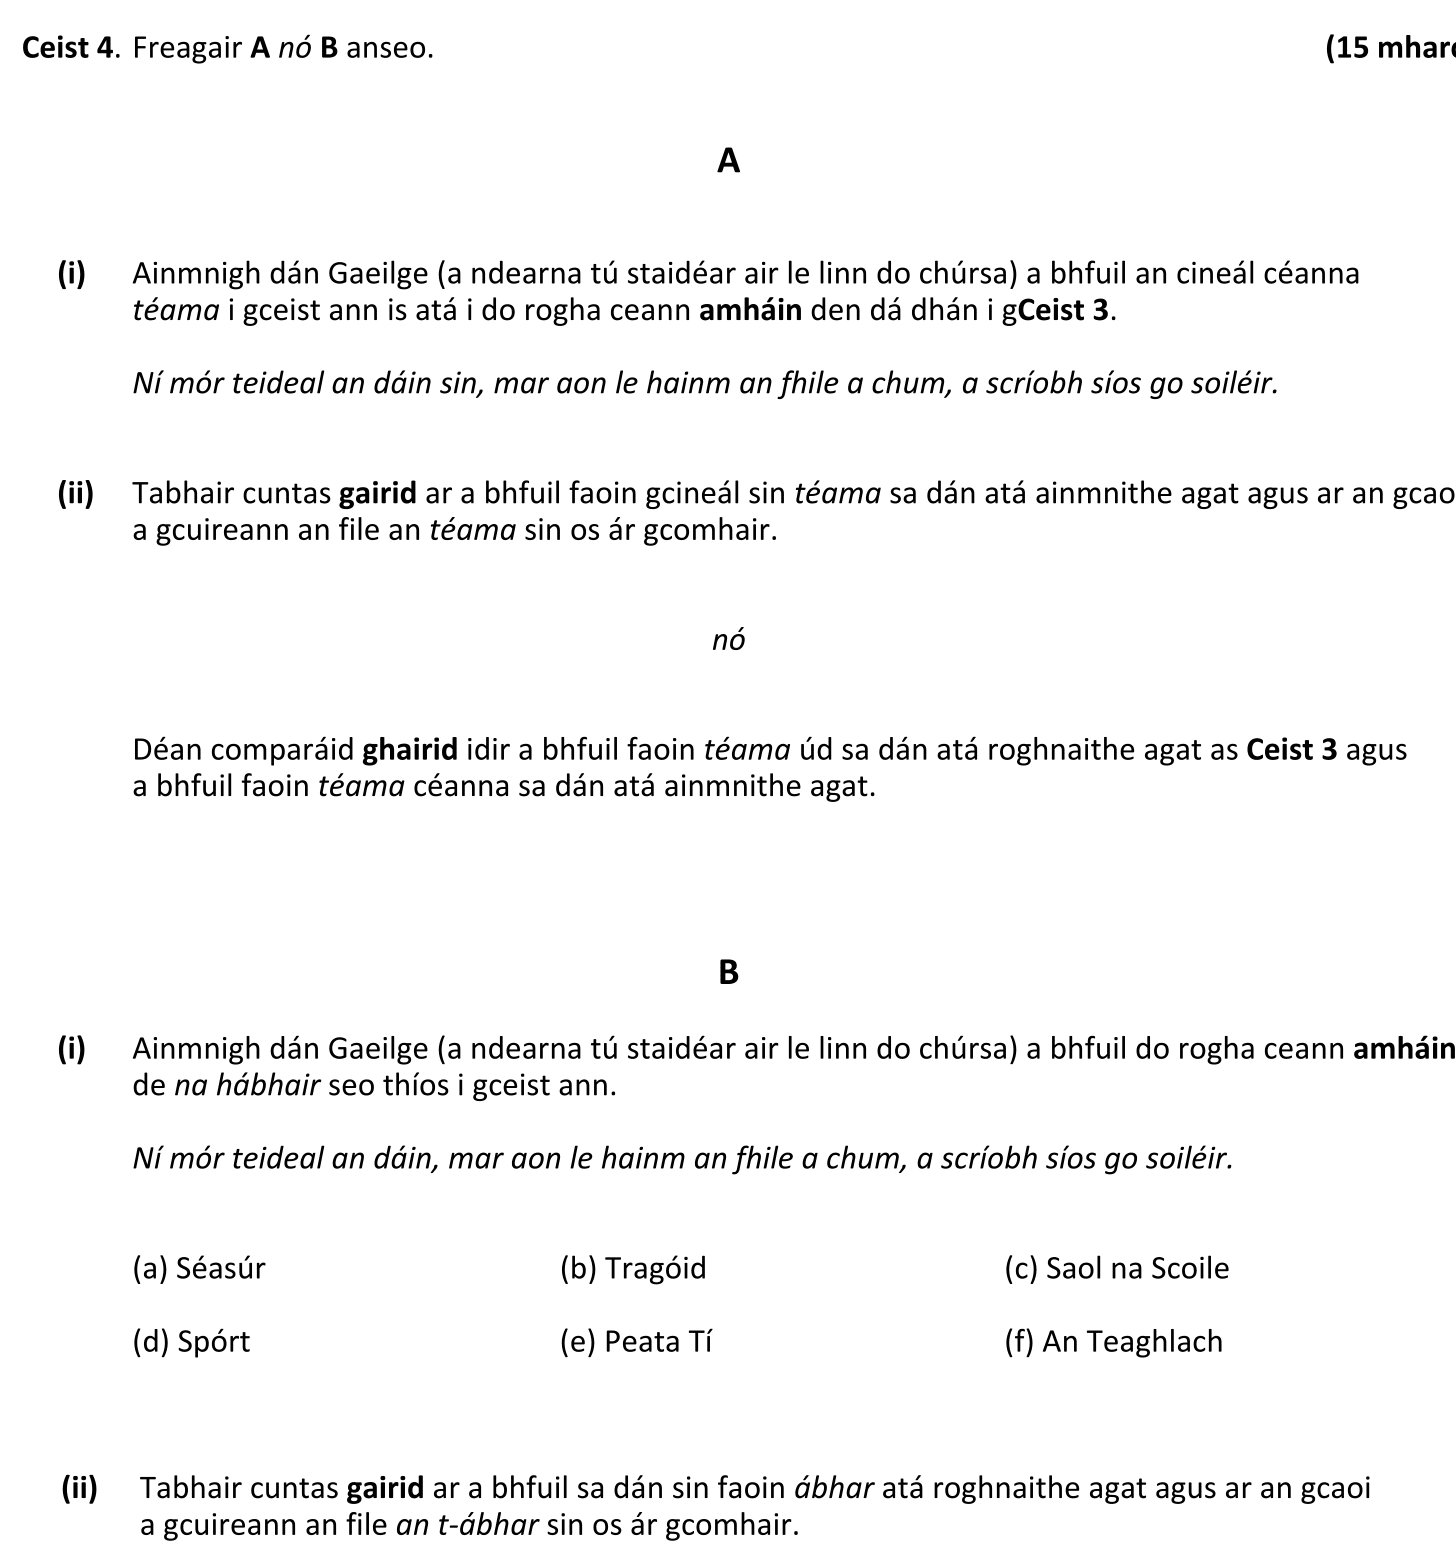 Ceist 4. Freagair A nó B anseo.
(15 mharc
A
(i) Ainmnigh dán Gaeilge (a ndearna tú staidéar air le linn do chúrsa) a bhfuil an cineál céanna
téama i gceist ann is atá i do rogha ceann amháin den dá dhán i gCeist 3.
Ní mór teideal an dáin sin, mar aon le hainm an fhile a chum, a scríobh síos go soiléir.
(ii) Tabhair cuntas gairid ar a bhfuil faoin gcineál sin téama sa dán atá ainmnithe agat agus ar an gcao
a gcuireann an file an téama sin os ár gcomhair.
nó
Déan comparáid ghairid idir a bhfuil faoin téama úd sa dán atá roghnaithe agat as Ceist 3 agus
a bhfuil faoin téama céanna sa dán atá ainmnithe agat.
B
(i) Ainmnigh dán Gaeilge (a ndearna tú staidéar air le linn do chúrsa) a bhfuil do rogha ceann amháin
de na hábhair seo thíos i gceist ann.
Ní mór teideal an dáin, mar aon le hainm an fhile a chum, a scríobh síos go soiléir.
(a) Séasúr (b) Tragóid (c) Saol na Scoile
(d) Spórt (e) Peata Tí (f) An Teaghlach
(ii) Tabhair cuntas gairid ar a bhfuil sa dán sin faoin ábhar atá roghnaithe agat agus ar an gcaoi
a gcuireann an file an t-ábhar sin os ár gcomhair.